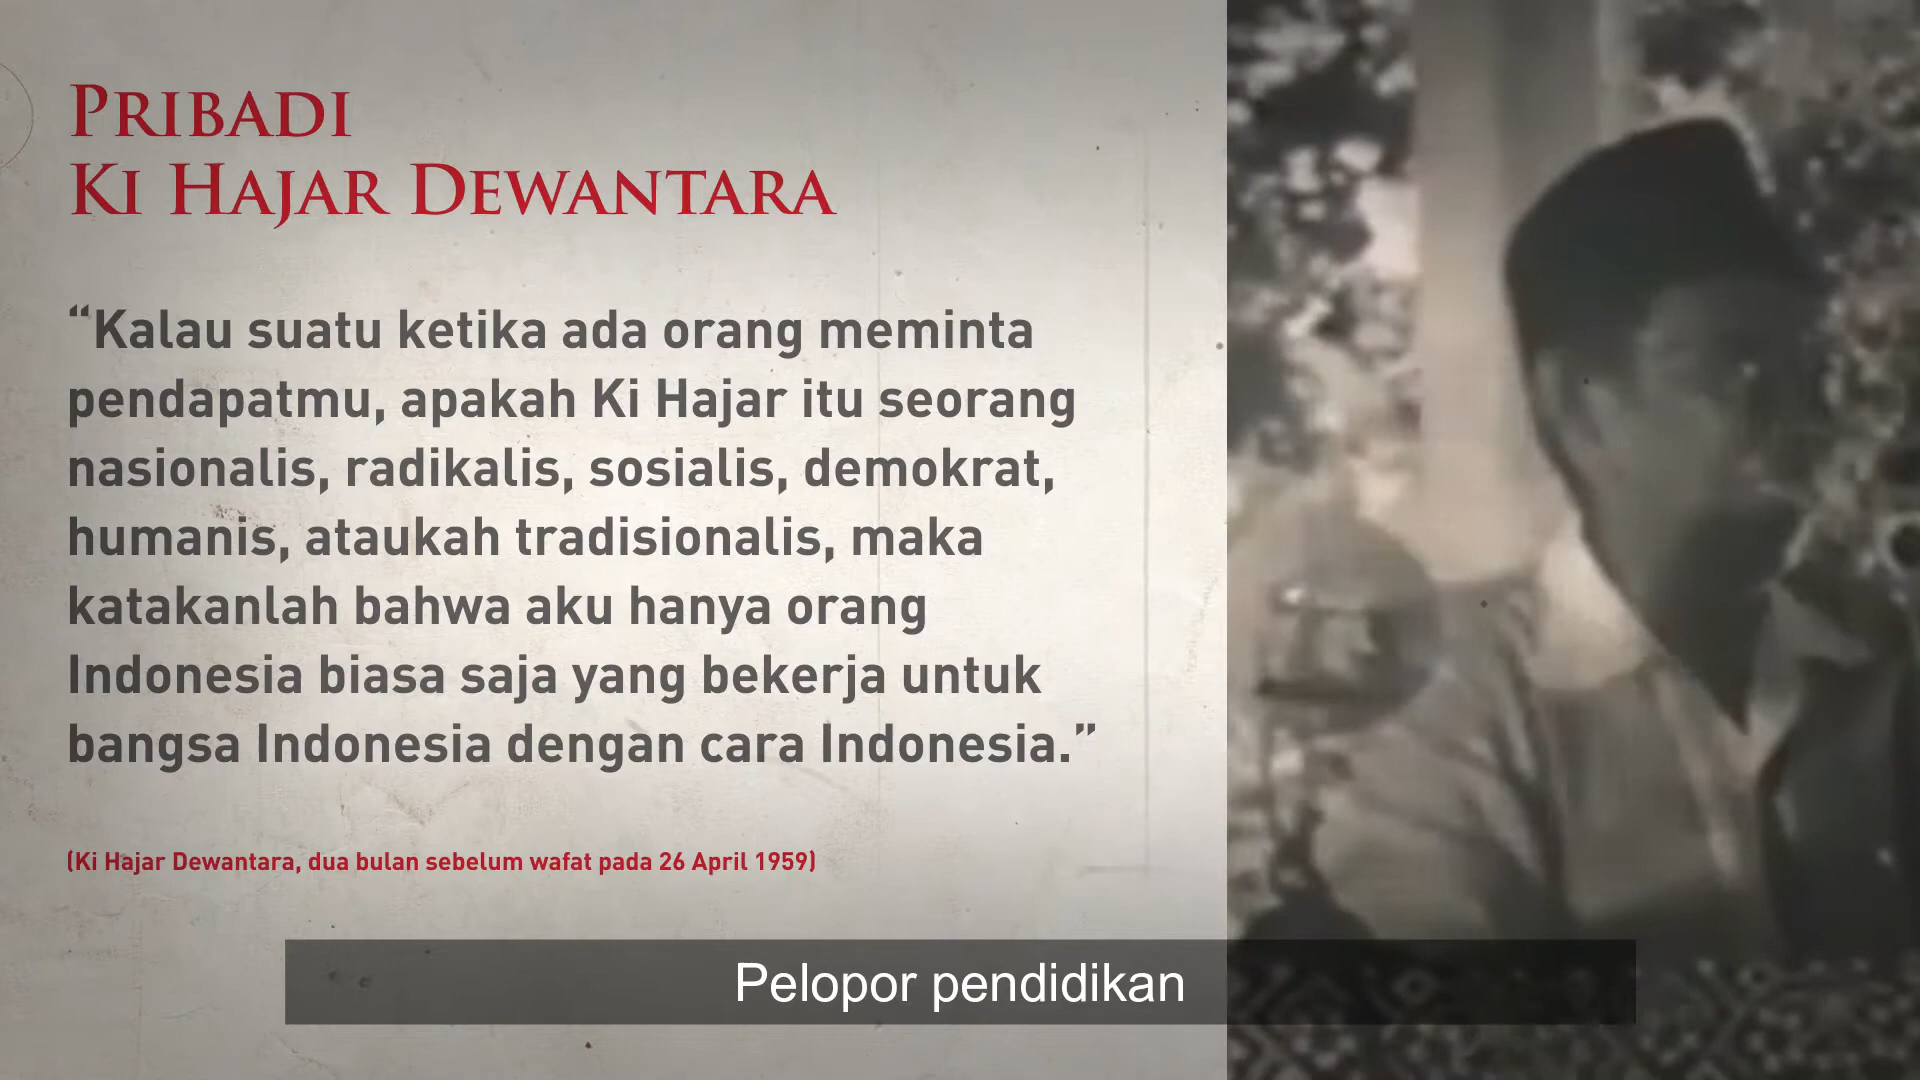 PRIBADI
KI HAJAR DEWANTARA
“Kalau suatu ketika ada orang meminta
pendapatmu, apakah Ki Hajar itu seorang
nasionalis, radikalis, sosialis, demokrat,
humanis, ataukah tradisionalis, maka
katakanlah bahwa aku hanya orang
Indonesia biasa saja yang bekerja untuk
bangsa Indonesia dengan cara Indonesia.”
(Ki Hajar Dewantara, dua bulan sebelum wafat pada 26 April 1959)
Pelopor pendidikan